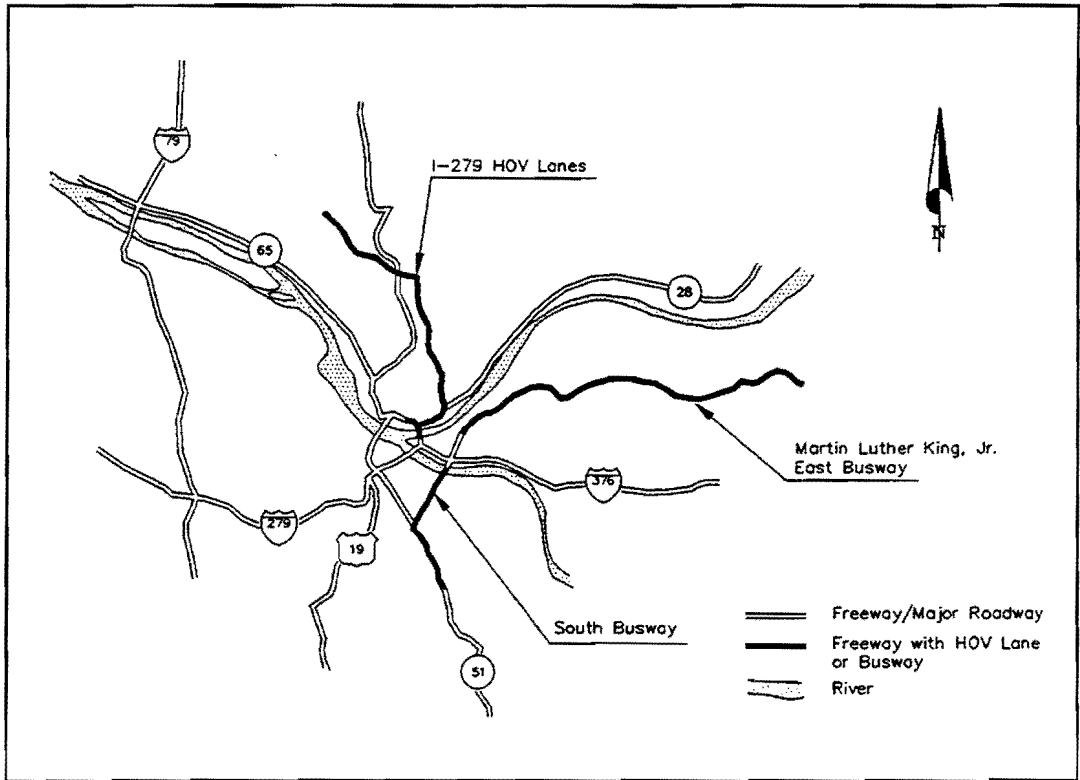 79
I-279 HOV Lanes
65
28
N
Martin Luther King, Jr.
East Busway
376
279
19
South Busway
51
Freeway/Major Roadway
Freeway with HOV Lane
or Busway
River